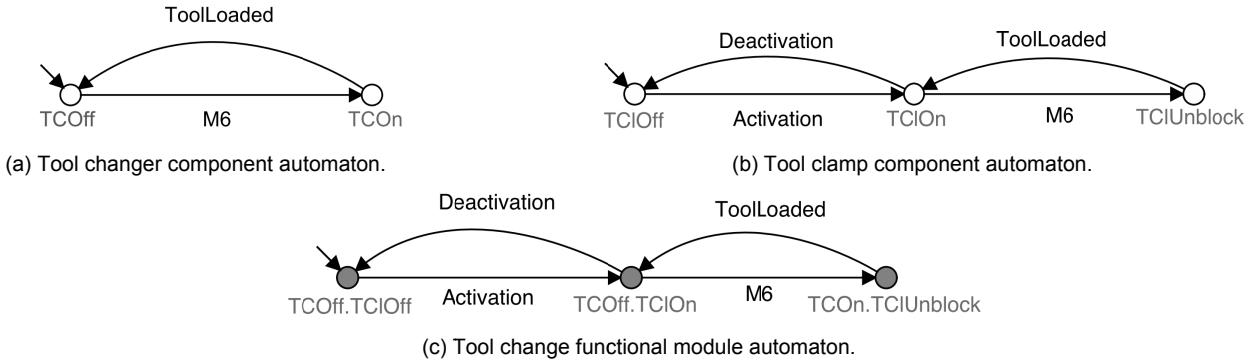 ToolLoaded
TCOff
M6
TCOn
(a) Tool changer component automaton.
Deactivation
ToolLoaded
TClOff
Activation
TClOn
M6
TClUnblock
(b) Tool clamp component automaton.
Deactivation
ToolLoaded
TCOff.TClOff
Activation
TCOff.TClOn
M6
TCOn.TClUnblock
(c) Tool change functional module automaton.